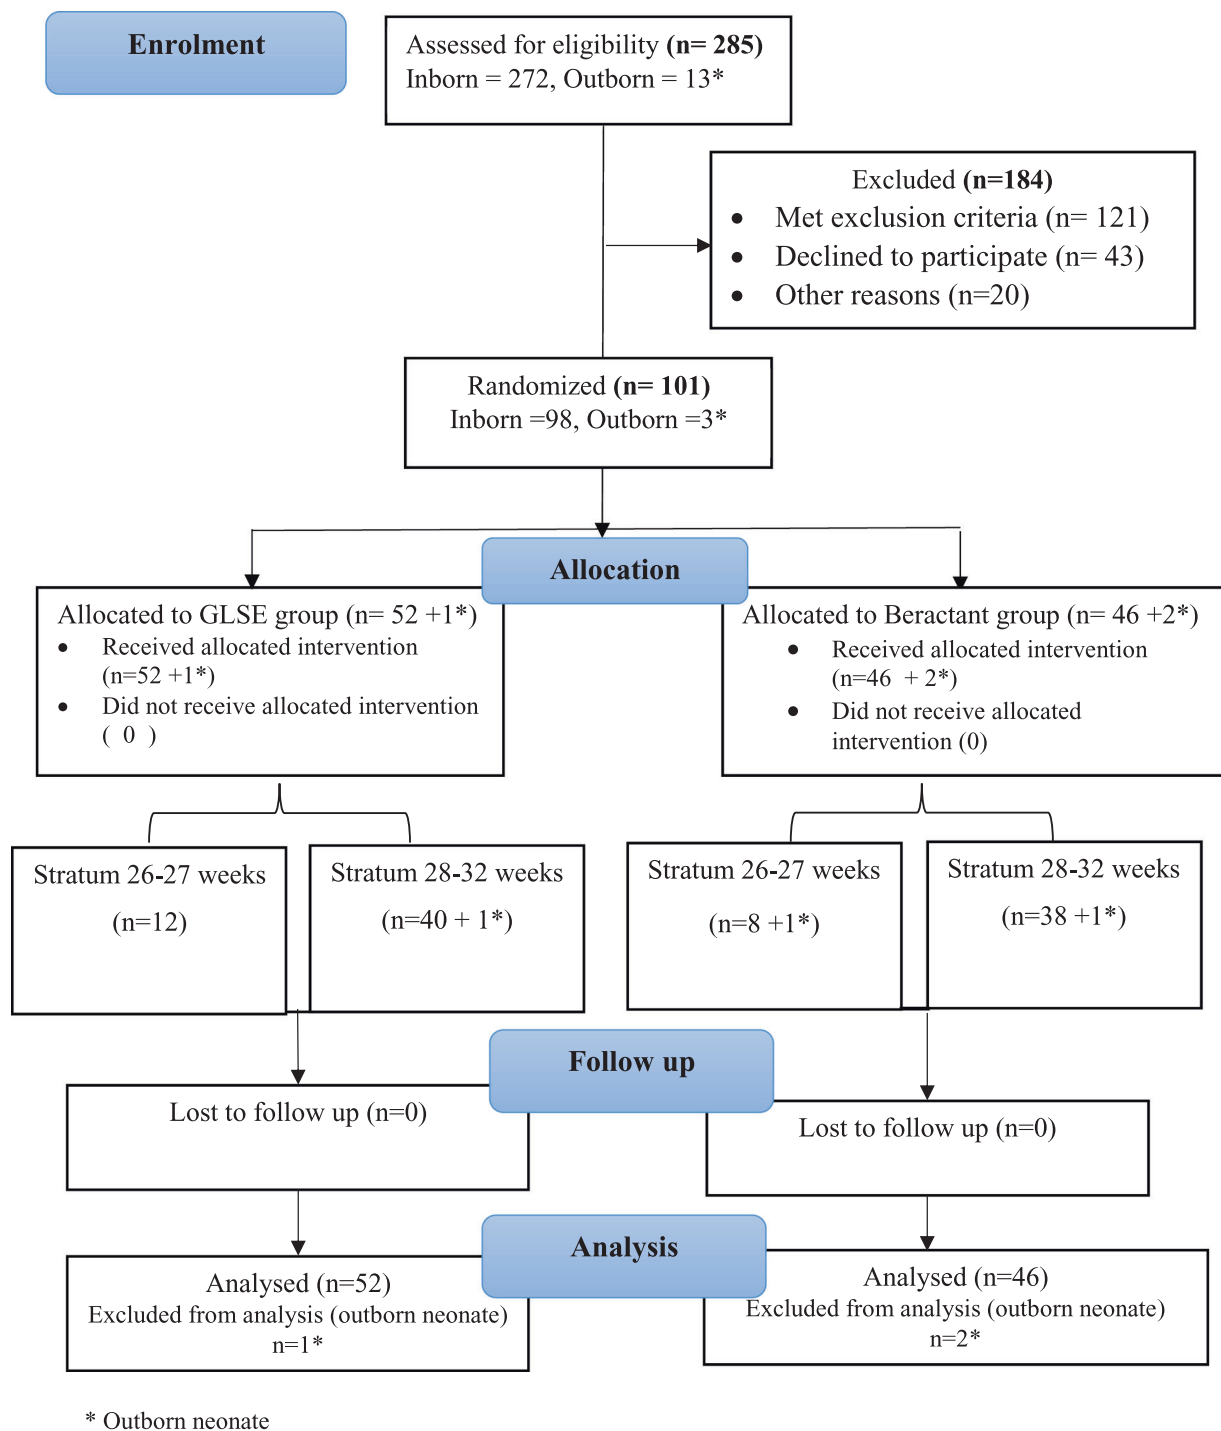 Enrolment
Assessed for eligibility (n= 285)
Inborn = 272, Outborn = 13*
Excluded (n=184)
• Met exclusion criteria (n= 121)
• Declined to participate (n= 43)
• Other reasons (n=20)
Randomized (n= 101)
Inborn =98, Outborn =3*
Allocation
Allocated to GLSE group (n= 52 +1*)
• Received allocated intervention
(n=52 +1*)
• Did not receive allocated intervention
( 0 )
Allocated to Beractant group (n= 46 +2*)
• Received allocated intervention
(n=46 + 2*)
• Did not receive allocated
intervention (0)
Stratum 26-27 weeks
(n=12)
Stratum 28-32 weeks
(n=40 + 1*)
Stratum 26-27 weeks
(n=8 +1*)
Stratum 28-32 weeks
(n=38 +1*)
Follow up
Lost to follow up (n=0)
Lost to follow up (n=0)
Analysis
Analysed (n=52)
Excluded from analysis (outborn neonate)
n=1*
Analysed (n=46)
Excluded from analysis (outborn neonate)
n=2*
* Outborn neonate